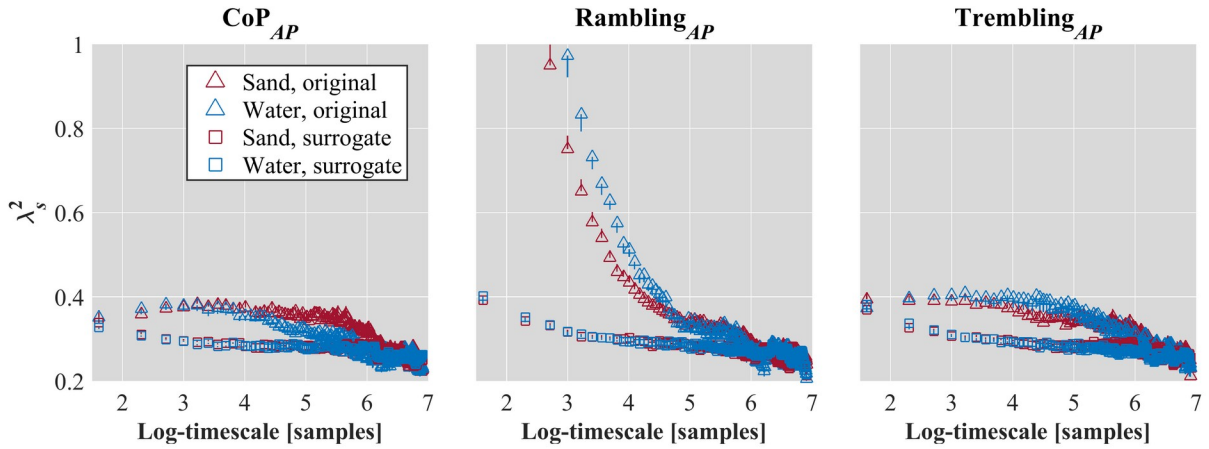 CoP_AP
Rambling_AP
Trembling_AP
λ_s^2
1
0.8
0.6
0.4
0.2
Sand, original
Water, original
Sand, surrogate
Water, surrogate
2 3 4 5 6 7
2 3 4 5 6 7
2 3 4 5 6 7
Log-timescale [samples]
Log-timescale [samples]
Log-timescale [samples]